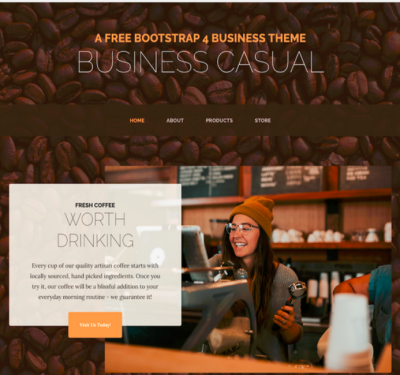 A FREE BOOTSTRAP 4 BUSINESS THEME
BUSINESS CASUAL
HOME ABOUT PRODUCTS STORE
FRESH COFFEE
WORTH
DRINKING
Every cup of our quality artisan coffee starts with
locally sourced, hand picked ingredients. Once you
try it, our coffee will be a blissful addition to your
everyday morning routine - we guarantee it!
Visit Us Today!